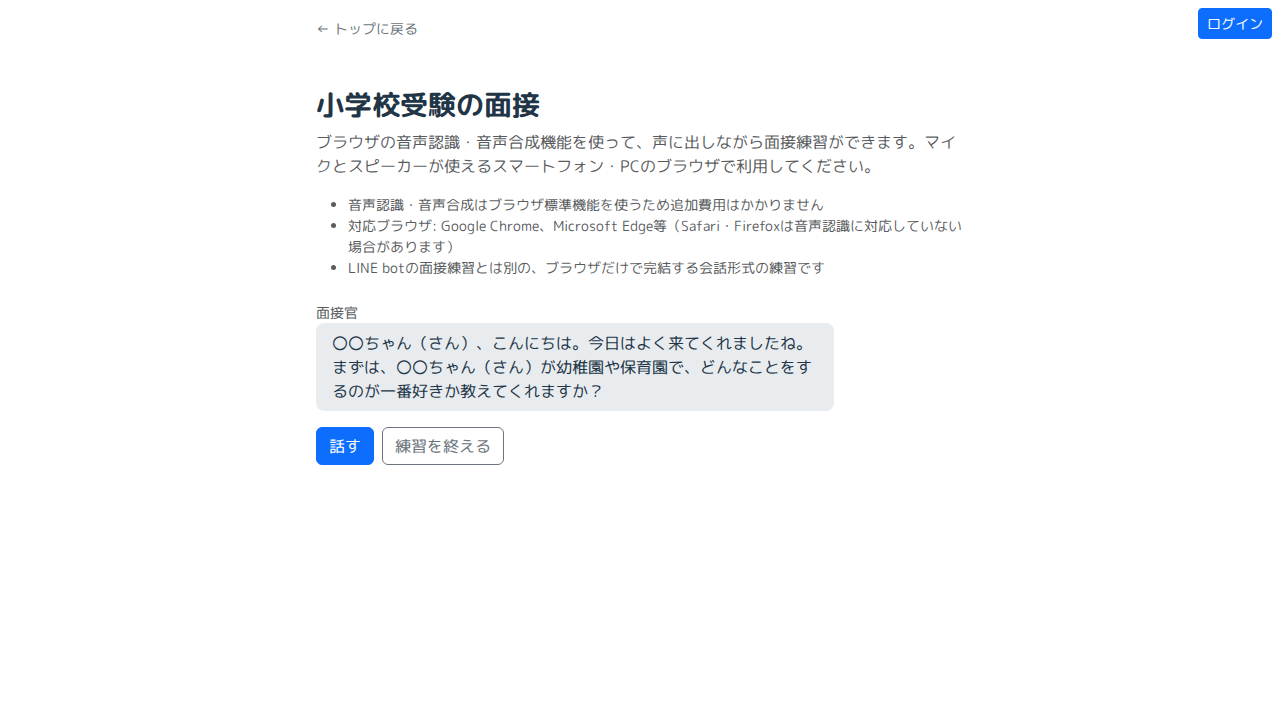 ← トップに戻る
ログイン
小学校受験の面接
ブラウザの音声認識・音声合成機能を使って、声に出しながら面接練習ができます。マイ
クとスピーカーが使えるスマートフォン・PCのブラウザで利用してください。
• 音声認識・音声合成はブラウザ標準機能を使うため追加費用はかかりません
• 対応ブラウザ: Google Chrome、Microsoft Edge等（Safari・Firefoxは音声認識に対応していない
場合があります）
• LINE botの面接練習とは別の、ブラウザだけで完結する会話形式の練習です
面接官
〇〇ちゃん（さん）、こんにちは。今日はよく来てくれましたね。
まずは、〇〇ちゃん（さん）が幼稚園や保育園で、どんなことをす
るのが一番好きか教えてくれますか？
話す
練習を終える